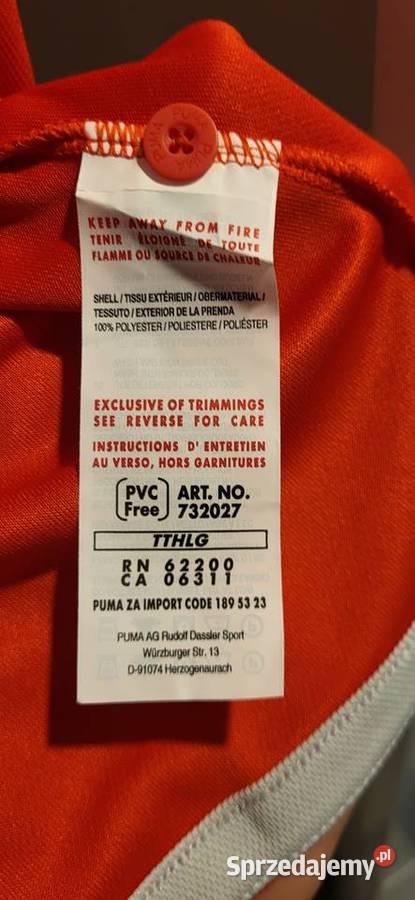 KEEP AWAY FROM FIRE
TENIR ÉLOIGNÉ DE TOUTE
FLAMME OU SOURCE DE CHALEUR
SHELL / TISSU EXTÉRIEUR / OBERMATERIAL /
TESSUTO / EXTERIOR DE LA PRENDA
100% POLYESTER / POLIESTERE / POLIÉSTER
EXCLUSIVE OF TRIMMINGS
SEE REVERSE FOR CARE
INSTRUCTIONS D' ENTRETIEN
AU VERSO, HORS GARNITURES
PVC Free
ART. NO.
732027
TTHLG
RN 62200
CA 06311
PUMA ZA IMPORT CODE 189 53 23
PUMA AG Rudolf Dassler Sport
Würzburger Str. 13
D-91074 Herzogenaurach
Sprzedajemy.pl